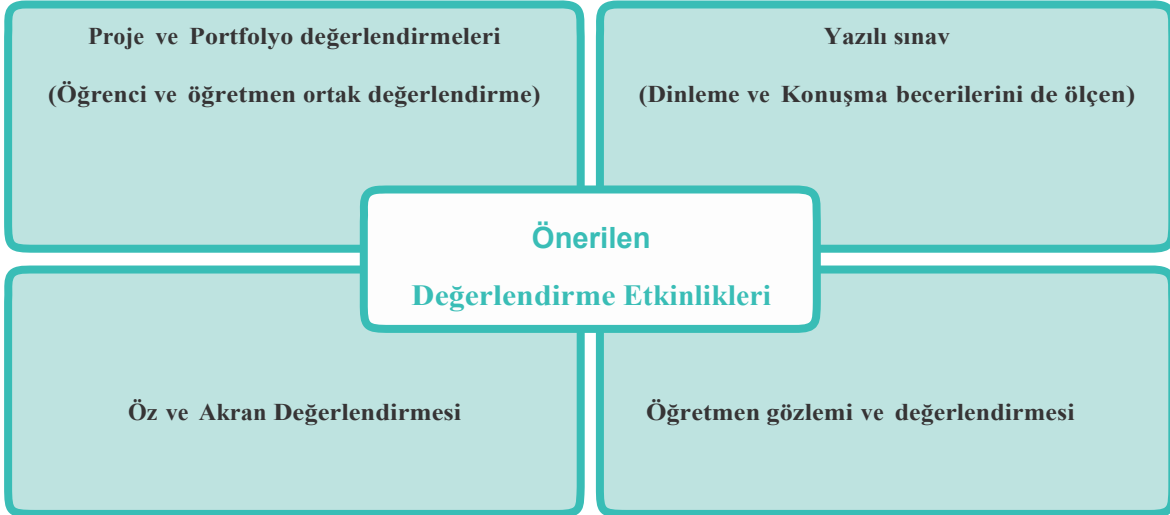 Proje ve Portfolyo değerlendirmeleri
(Öğrenci ve öğretmen ortak değerlendirme)
Yazılı sınav
(Dinleme ve Konuşma becerilerini de ölçen)
Önerilen
Değerlendirme Etkinlikleri
Öz ve Akran Değerlendirmesi
Öğretmen gözlemi ve değerlendirmesi